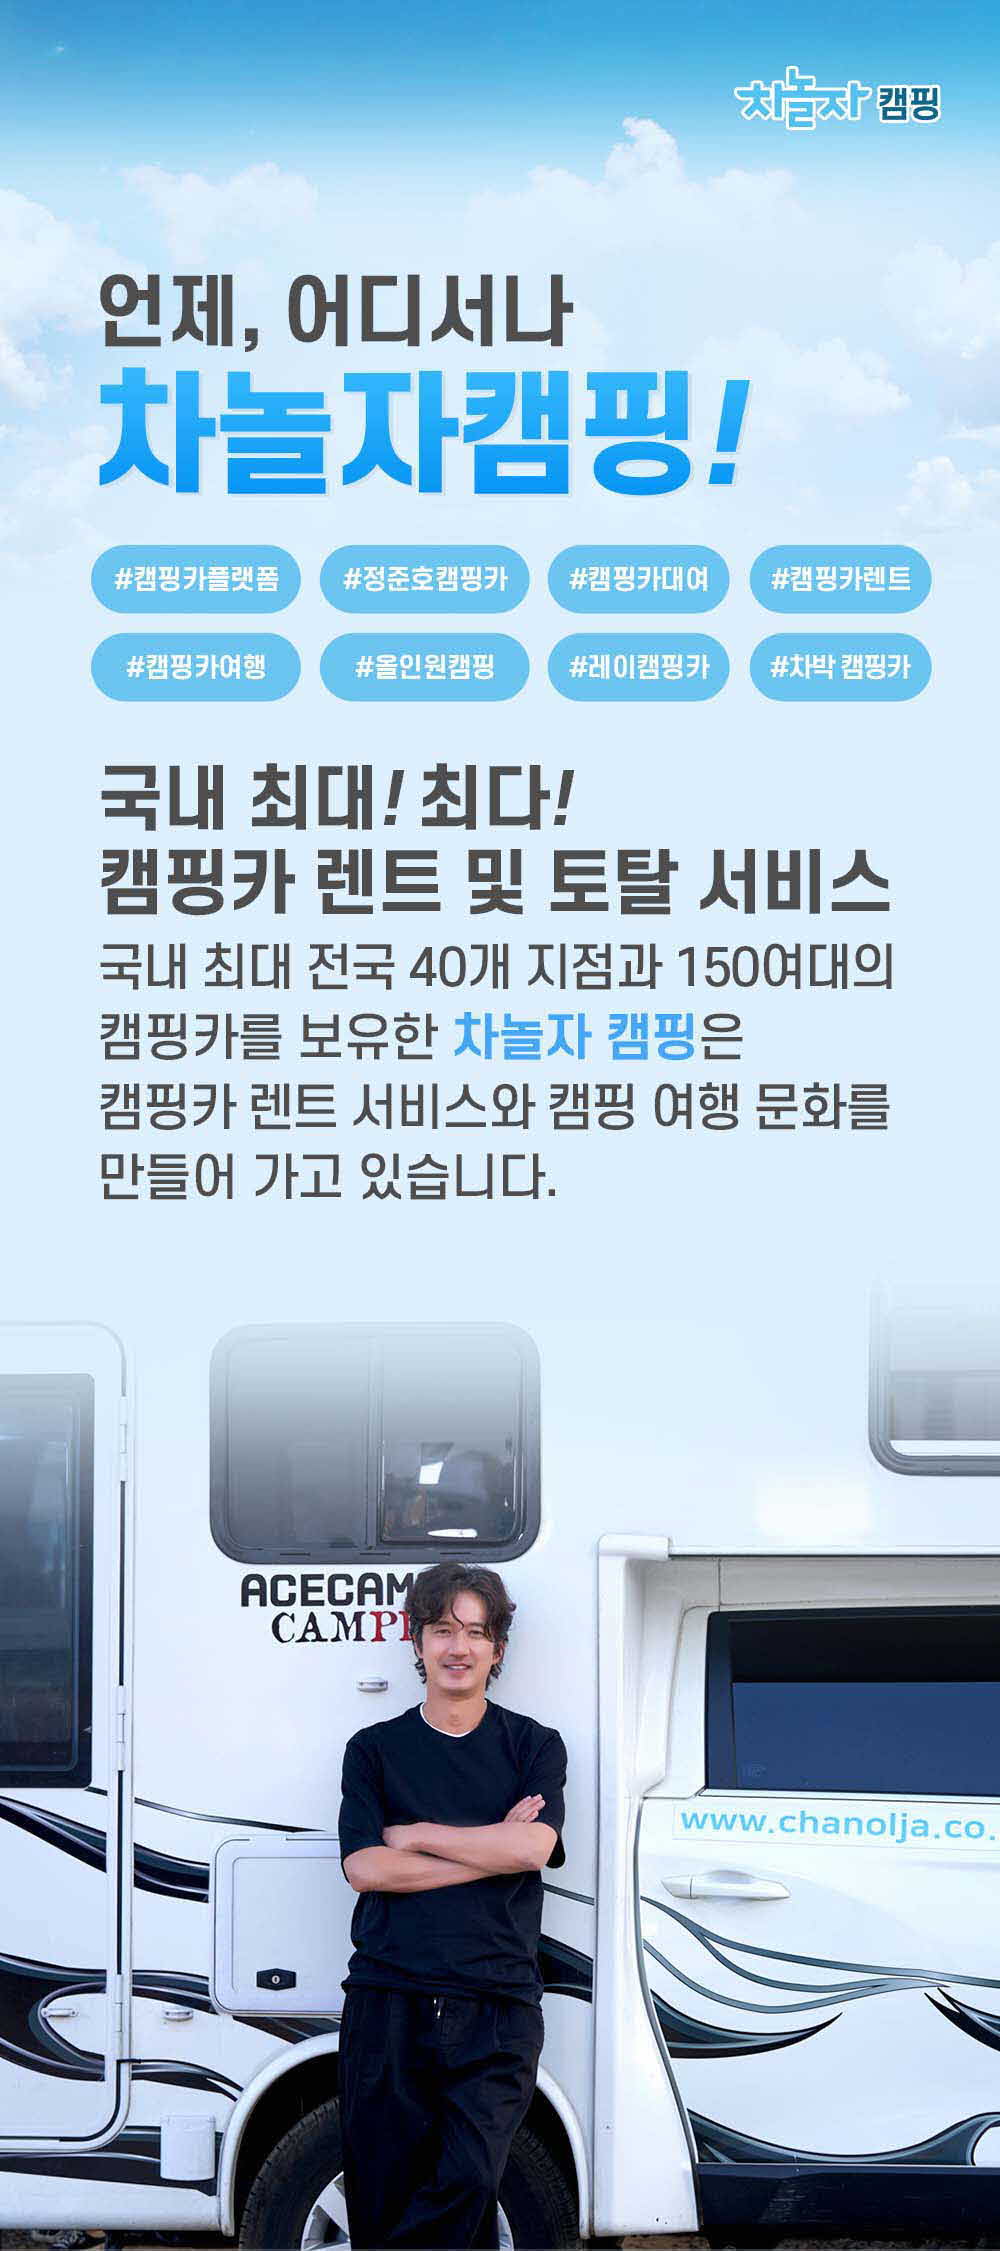 차놀자 캠핑
언제, 어디서나
차놀자캠핑!
#캠핑카플랫폼 #정준호캠핑카 #캠핑카대여 #캠핑카렌트
#캠핑카여행 #올인원캠핑 #레이캠핑카 #차박 캠핑카
국내 최대! 최다!
캠핑카 렌트 및 토탈 서비스
국내 최대 전국 40개 지점과 150여대의
캠핑카를 보유한 차놀자 캠핑은
캠핑카 렌트 서비스와 캠핑 여행 문화를
만들어 가고 있습니다.
ACECAM
CAMP
www.chanolja.co.